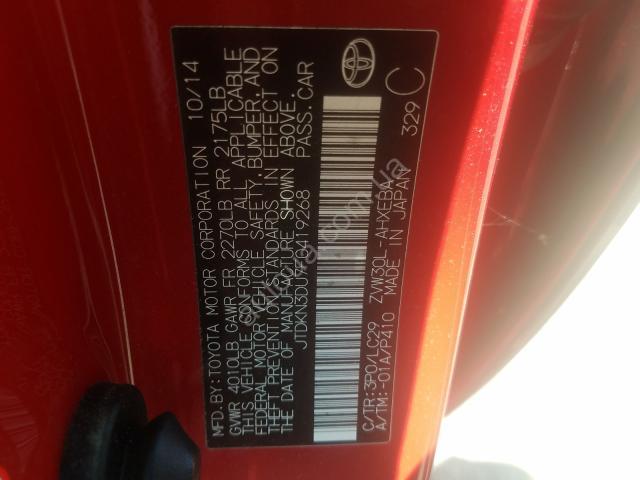 MFD. BY: TOYOTA MOTOR CORPORATION 10/14
GVWR 4010LB GAWR FR 2270LB RR 2175LB
THIS VEHICLE CONFORMS TO ALL APPLICABLE
FEDERAL MOTOR VEHICLE SAFETY, BUMPER, AND
THEFT PREVENTION STANDARDS IN EFFECT ON
THE DATE OF MANUFACTURE SHOWN ABOVE.
PASS. CAR
C/TR: 3P0/LC29 ZVW30L-AHXEBA 329 C
A/TM: -01A/P410 MADE IN JAPAN